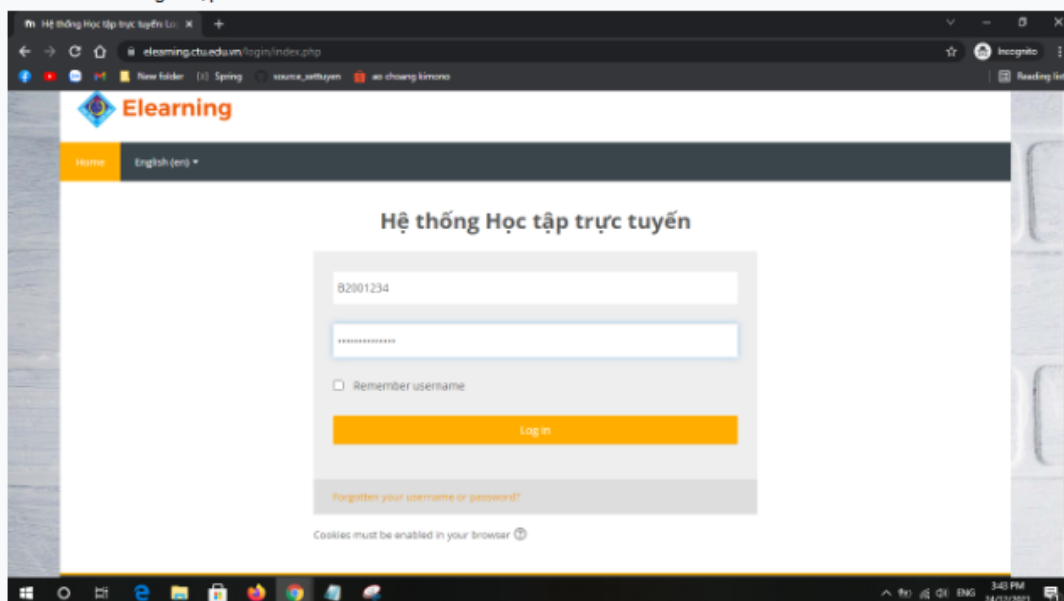 Hệ thống Học tập trực tuyến: Lo
elearning.ctu.edu.vn/login/index.php
Incognito
New folder
Spring
source_settuyen
ao choang kimono
Reading list
Elearning
Home
English (en)
Hệ thống Học tập trực tuyến
B2001234
Remember username
Log in
Forgotten your username or password?
Cookies must be enabled in your browser
ENG
3:43 PM